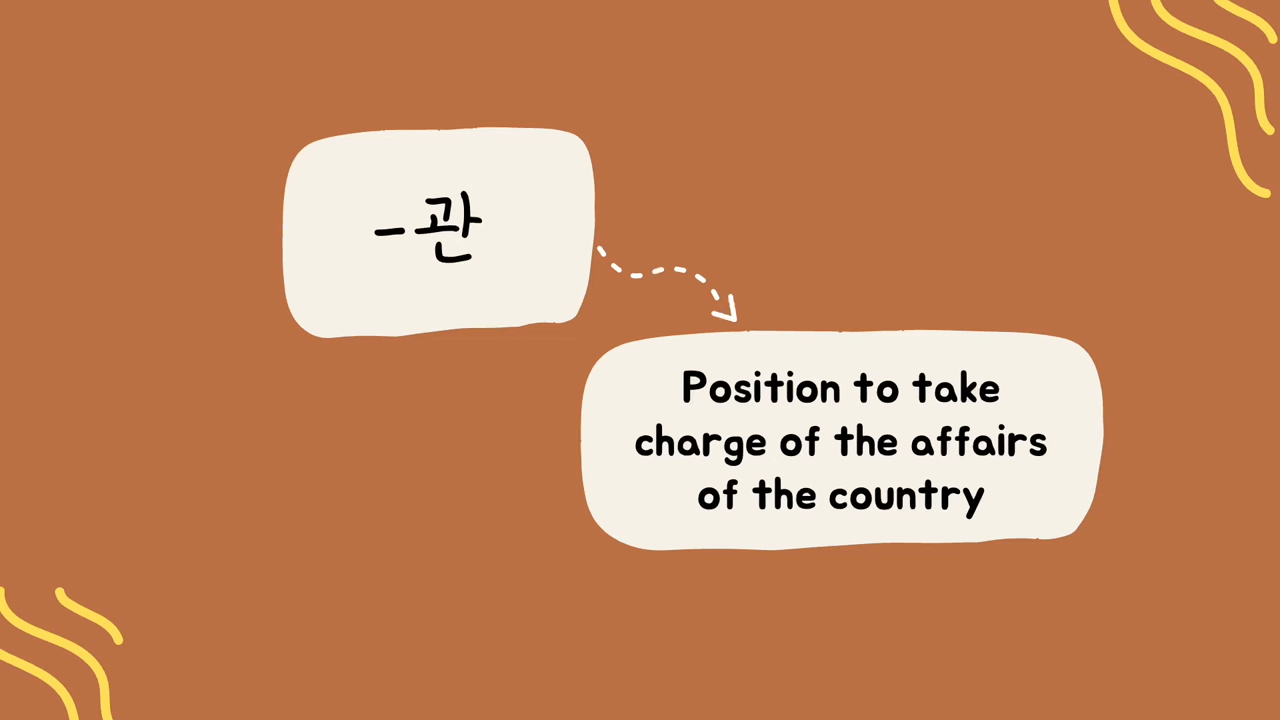 -관
Position to take
charge of the affairs
of the country